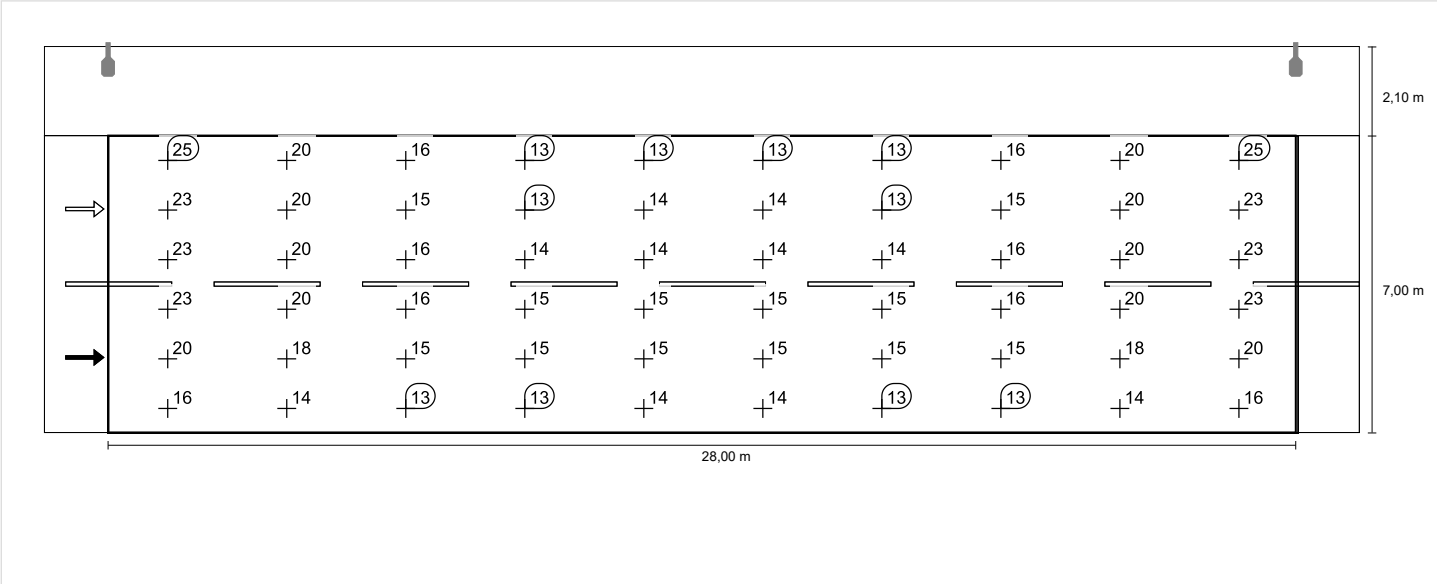 2,10 m
25 20 16 13 13 13 13 16 20 25
23 20 15 13 14 14 13 15 20 23
23 20 16 14 14 14 14 16 20 23
7,00 m
23 20 16 15 15 15 15 16 20 23
20 18 15 15 15 15 15 15 18 20
16 14 13 13 14 14 13 13 14 16
28,00 m